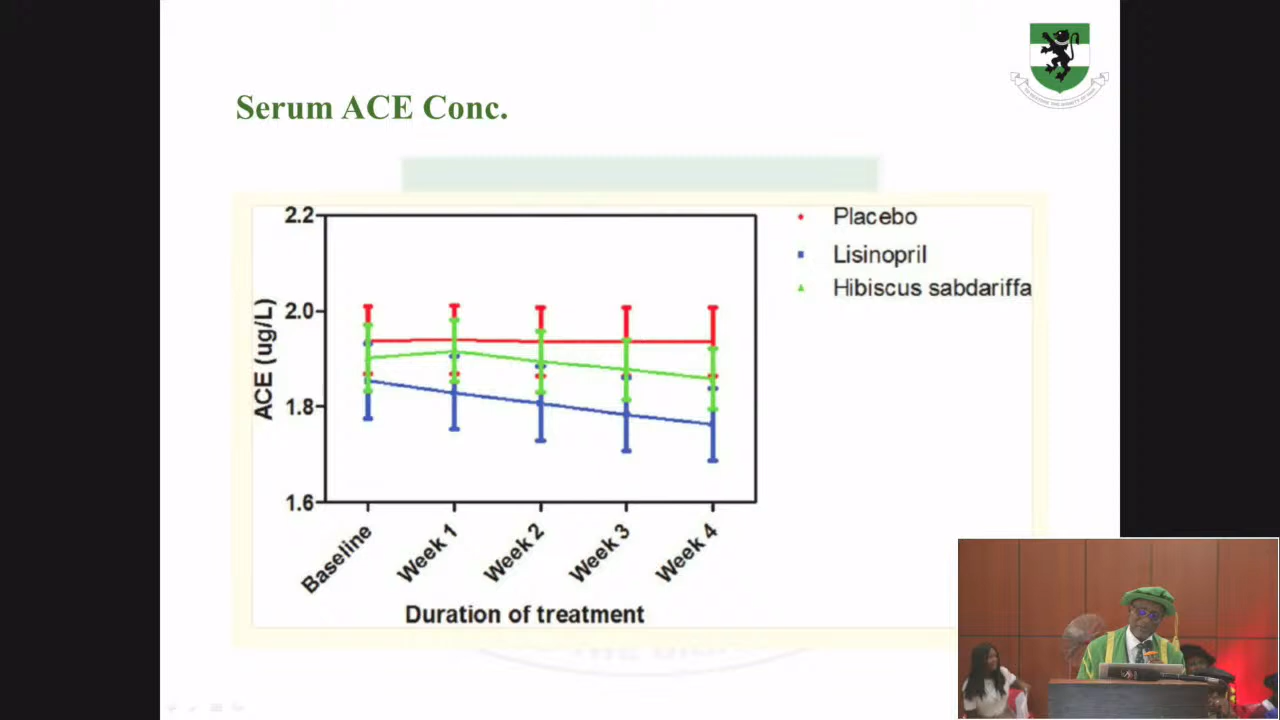 Serum ACE Conc.
2.2
2.0
1.8
1.6
ACE (ug/L)
Baseline
Week 1
Week 2
Week 3
Week 4
Duration of treatment
Placebo
Lisinopril
Hibiscus sabdariffa